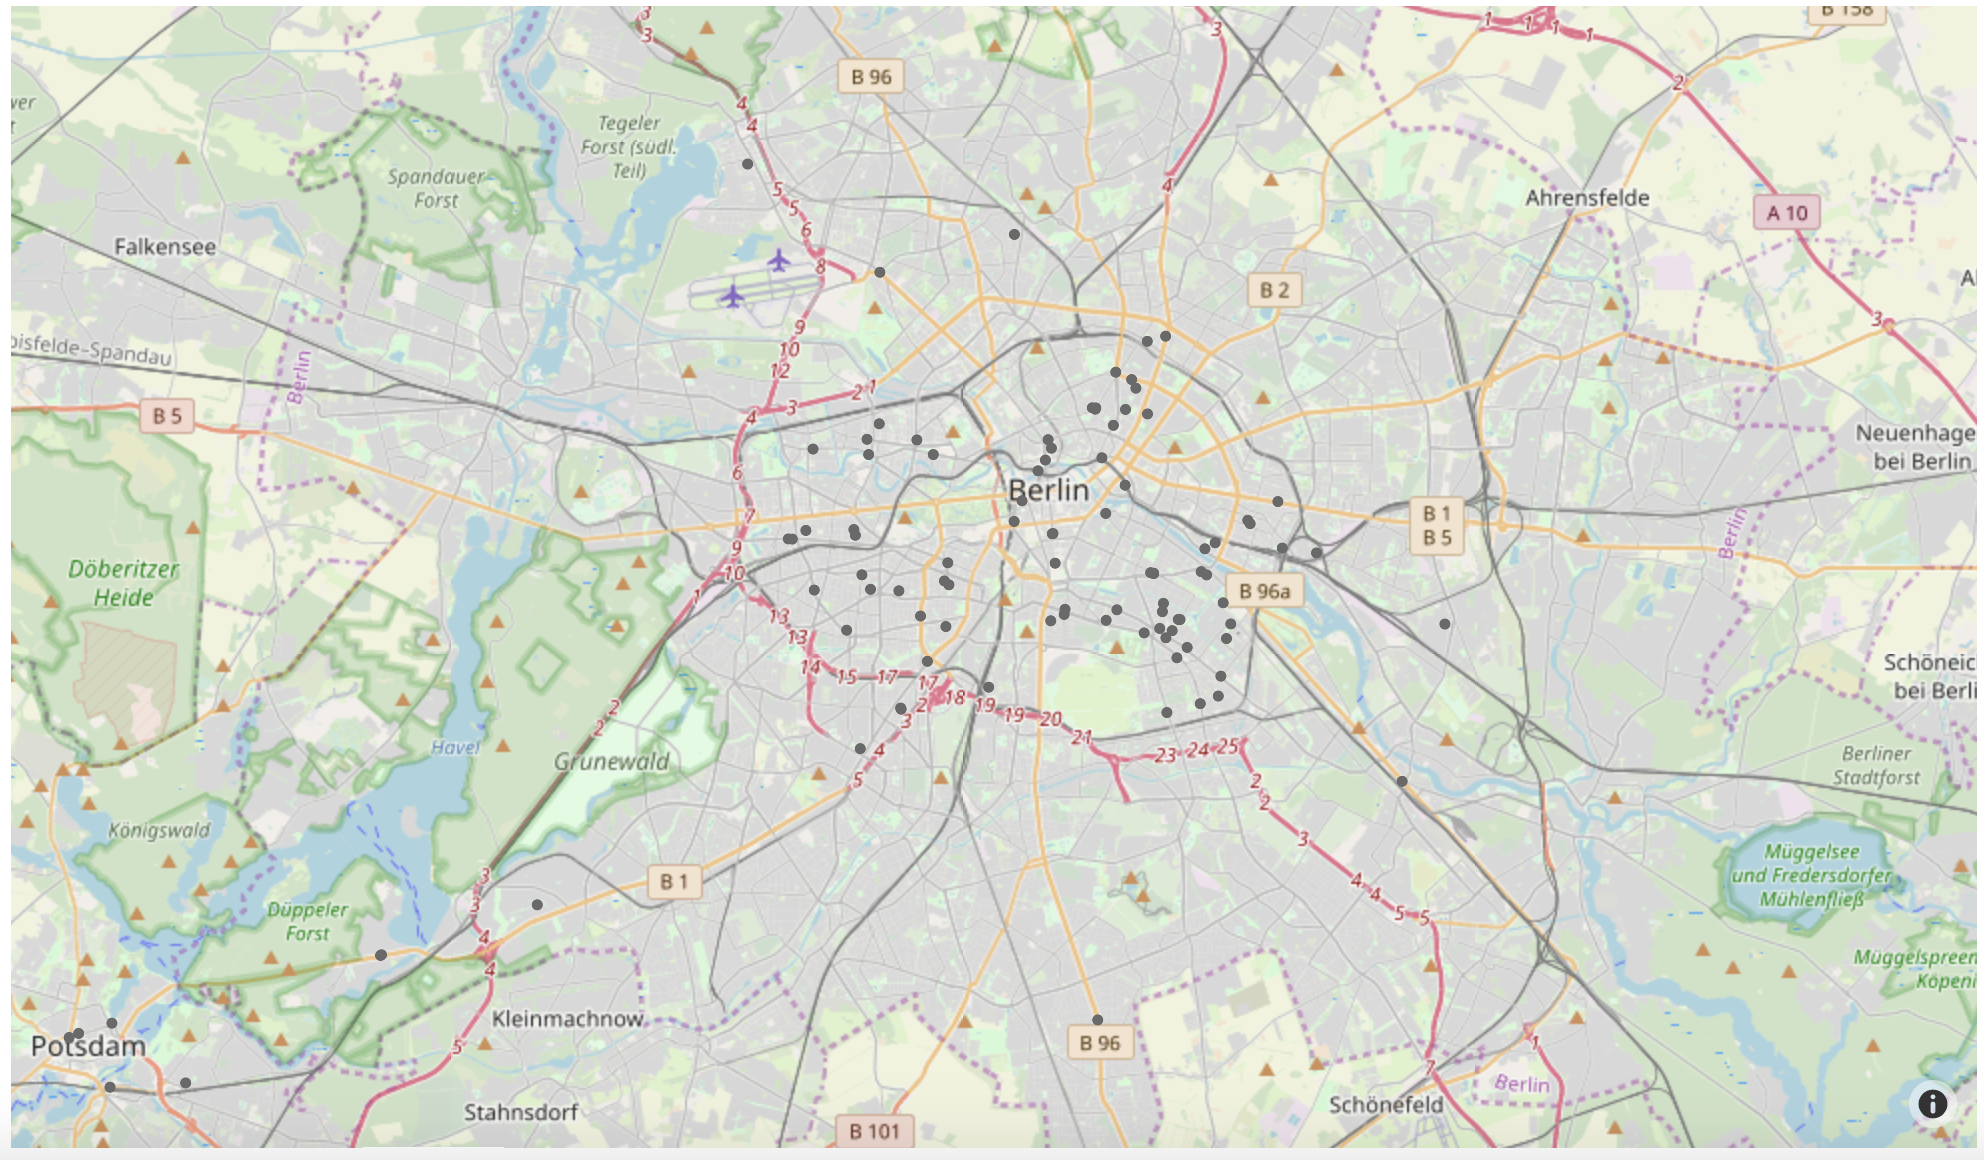 3
3
3
1
1
1
1
B 158
B 96
2
4
4
Tegeler
Forst (südl.
Teil)
Spandauer
Forst
5
5
6
4
Ahrensfelde
A 10
Falkensee
8
B 2
9
10
12
3
isfelde–Spandau
Berlin
B 5
4
3
2
1
Neuenhage
bei Berlin
6
Berlin
7
B 1
B 5
Berlin
9
10
Döberitzer
Heide
1
B 96a
13
13
14
15
17
17
18
19
19
20
2
3
4
5
21
23
24
25
2
2
3
4
4
5
5
Schöneic
bei Berli
2
2
Havel
Grunewald
Berliner
Stadtforst
Königswald
Müggelsee
und Fredersdorfer
Mühlenfließ
B 1
3
3
4
4
5
Düppeler
Forst
Müggelspreen
Köpeni
Kleinmachnow
Potsdam
B 96
7
1
Berlin
Stahnsdorf
Schönefeld
B 101